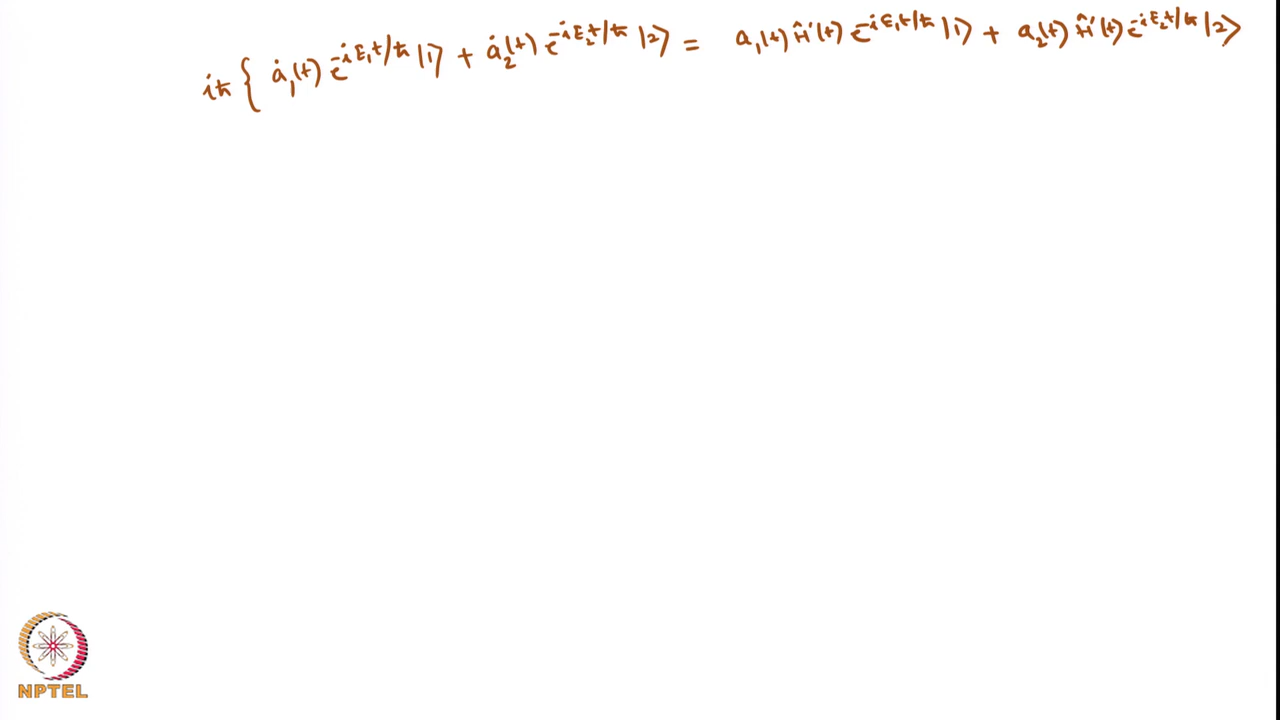 iħ { ȧ₁(t) e^{-iE₁t/ħ} |1⟩ + ȧ₂(t) e^{-iE₂t/ħ} |2⟩ = a₁(t) Ĥ'(t) e^{-iE₁t/ħ} |1⟩ + a₂(t) Ĥ'(t) e^{-iE₂t/ħ} |2⟩
NPTEL